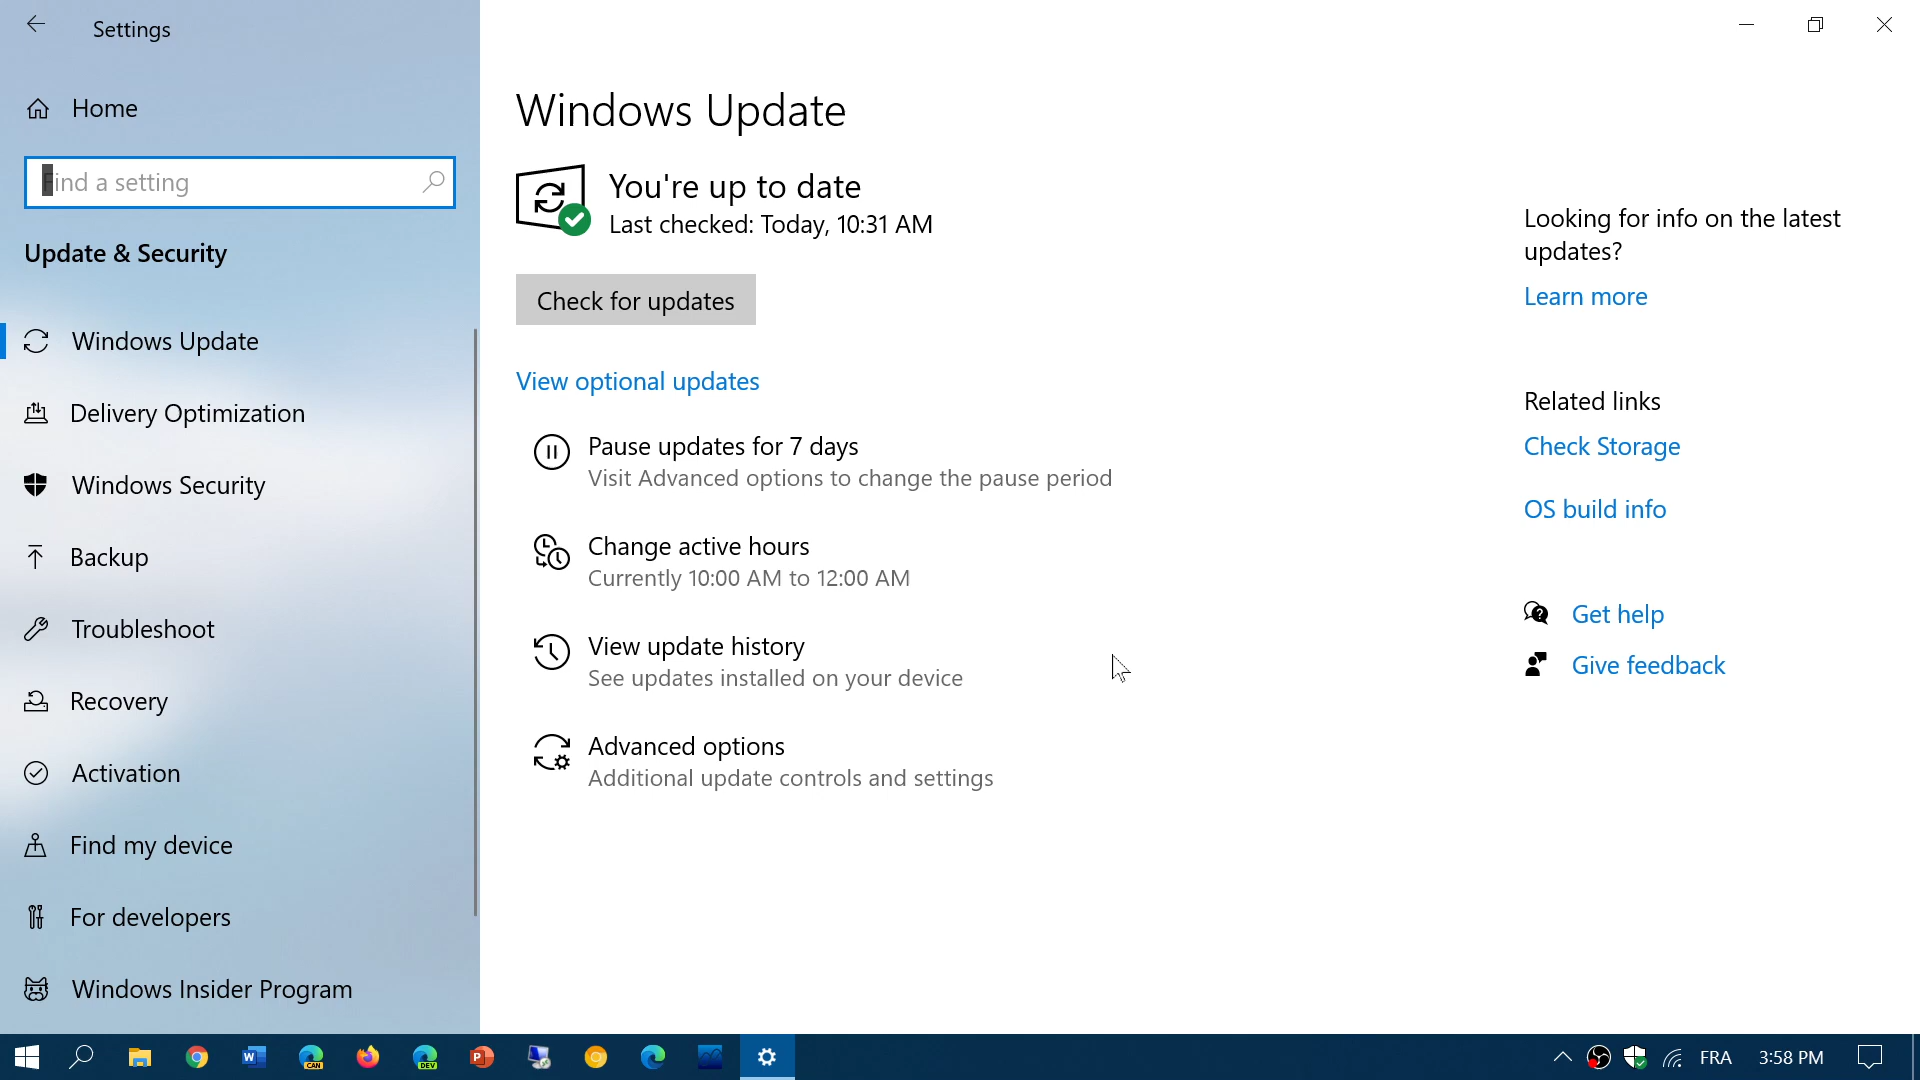 Settings
Home
Find a setting
Update & Security
Windows Update
Delivery Optimization
Windows Security
Backup
Troubleshoot
Recovery
Activation
Find my device
For developers
Windows Insider Program
Windows Update
You're up to date
Last checked: Today, 10:31 AM
Check for updates
View optional updates
Pause updates for 7 days
Visit Advanced options to change the pause period
Change active hours
Currently 10:00 AM to 12:00 AM
View update history
See updates installed on your device
Advanced options
Additional update controls and settings
Looking for info on the latest
updates?
Learn more
Related links
Check Storage
OS build info
Get help
Give feedback
W
CAN
DEV
P
FRA
3:58 PM